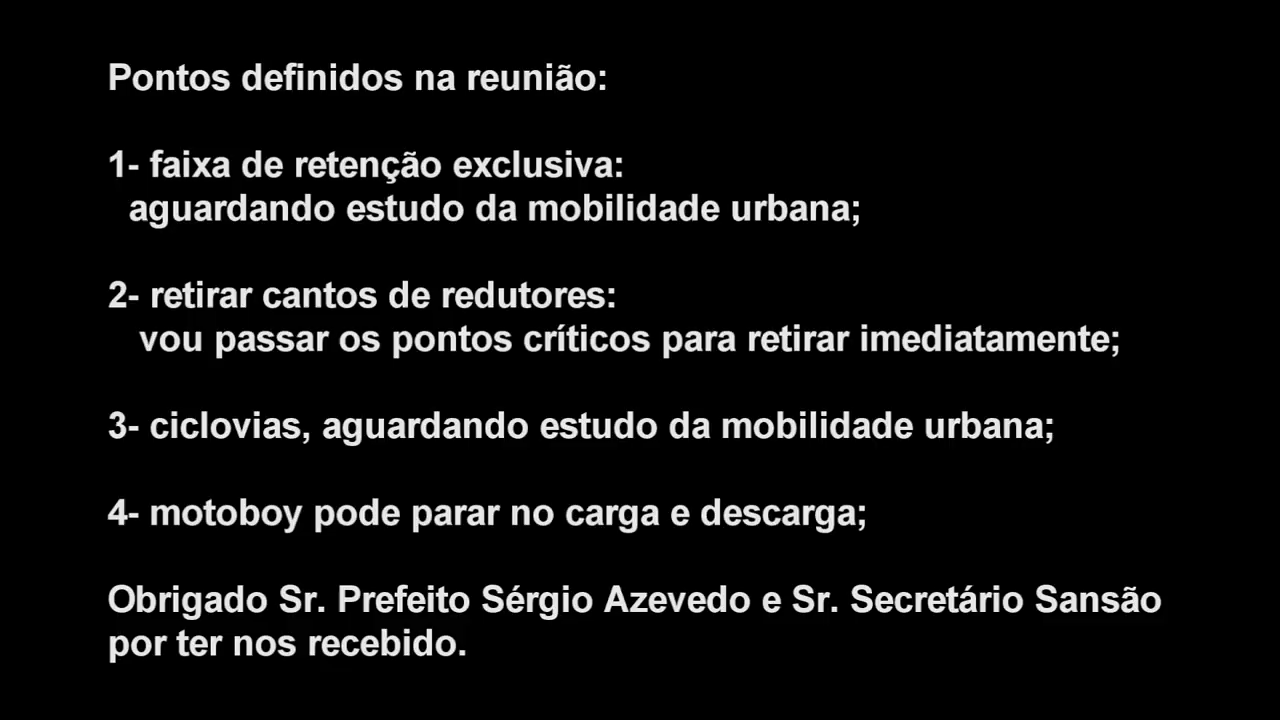 Pontos definidos na reunião:
1- faixa de retenção exclusiva:
aguardando estudo da mobilidade urbana;
2- retirar cantos de redutores:
vou passar os pontos críticos para retirar imediatamente;
3- ciclovias, aguardando estudo da mobilidade urbana;
4- motoboy pode parar no carga e descarga;
Obrigado Sr. Prefeito Sérgio Azevedo e Sr. Secretário Sansão
por ter nos recebido.